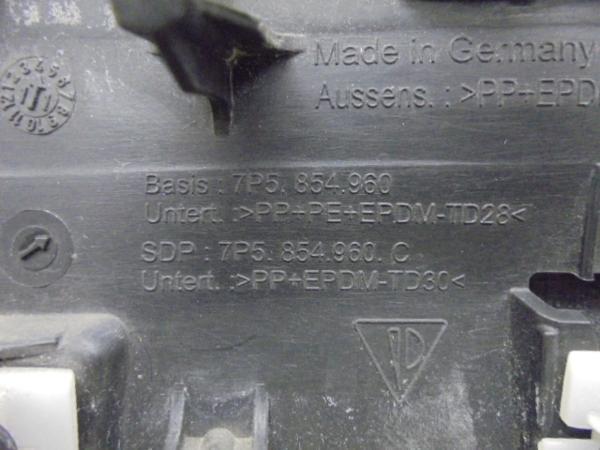 Made in Germany
Aussens. : >PP+EPD
Basis : 7P5. 854.960
Untert. :>PP+PE+EPDM-TD28<
SDP : 7P5. 854.960. C
Untert. :>PP+EPDM-TD30<